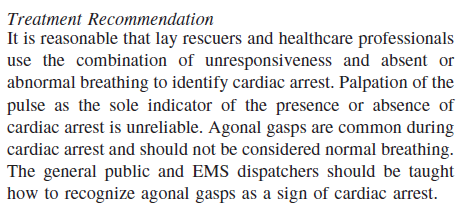 Treatment Recommendation
It is reasonable that lay rescuers and healthcare professionals
use the combination of unresponsiveness and absent or
abnormal breathing to identify cardiac arrest. Palpation of the
pulse as the sole indicator of the presence or absence of
cardiac arrest is unreliable. Agonal gasps are common during
cardiac arrest and should not be considered normal breathing.
The general public and EMS dispatchers should be taught
how to recognize agonal gasps as a sign of cardiac arrest.